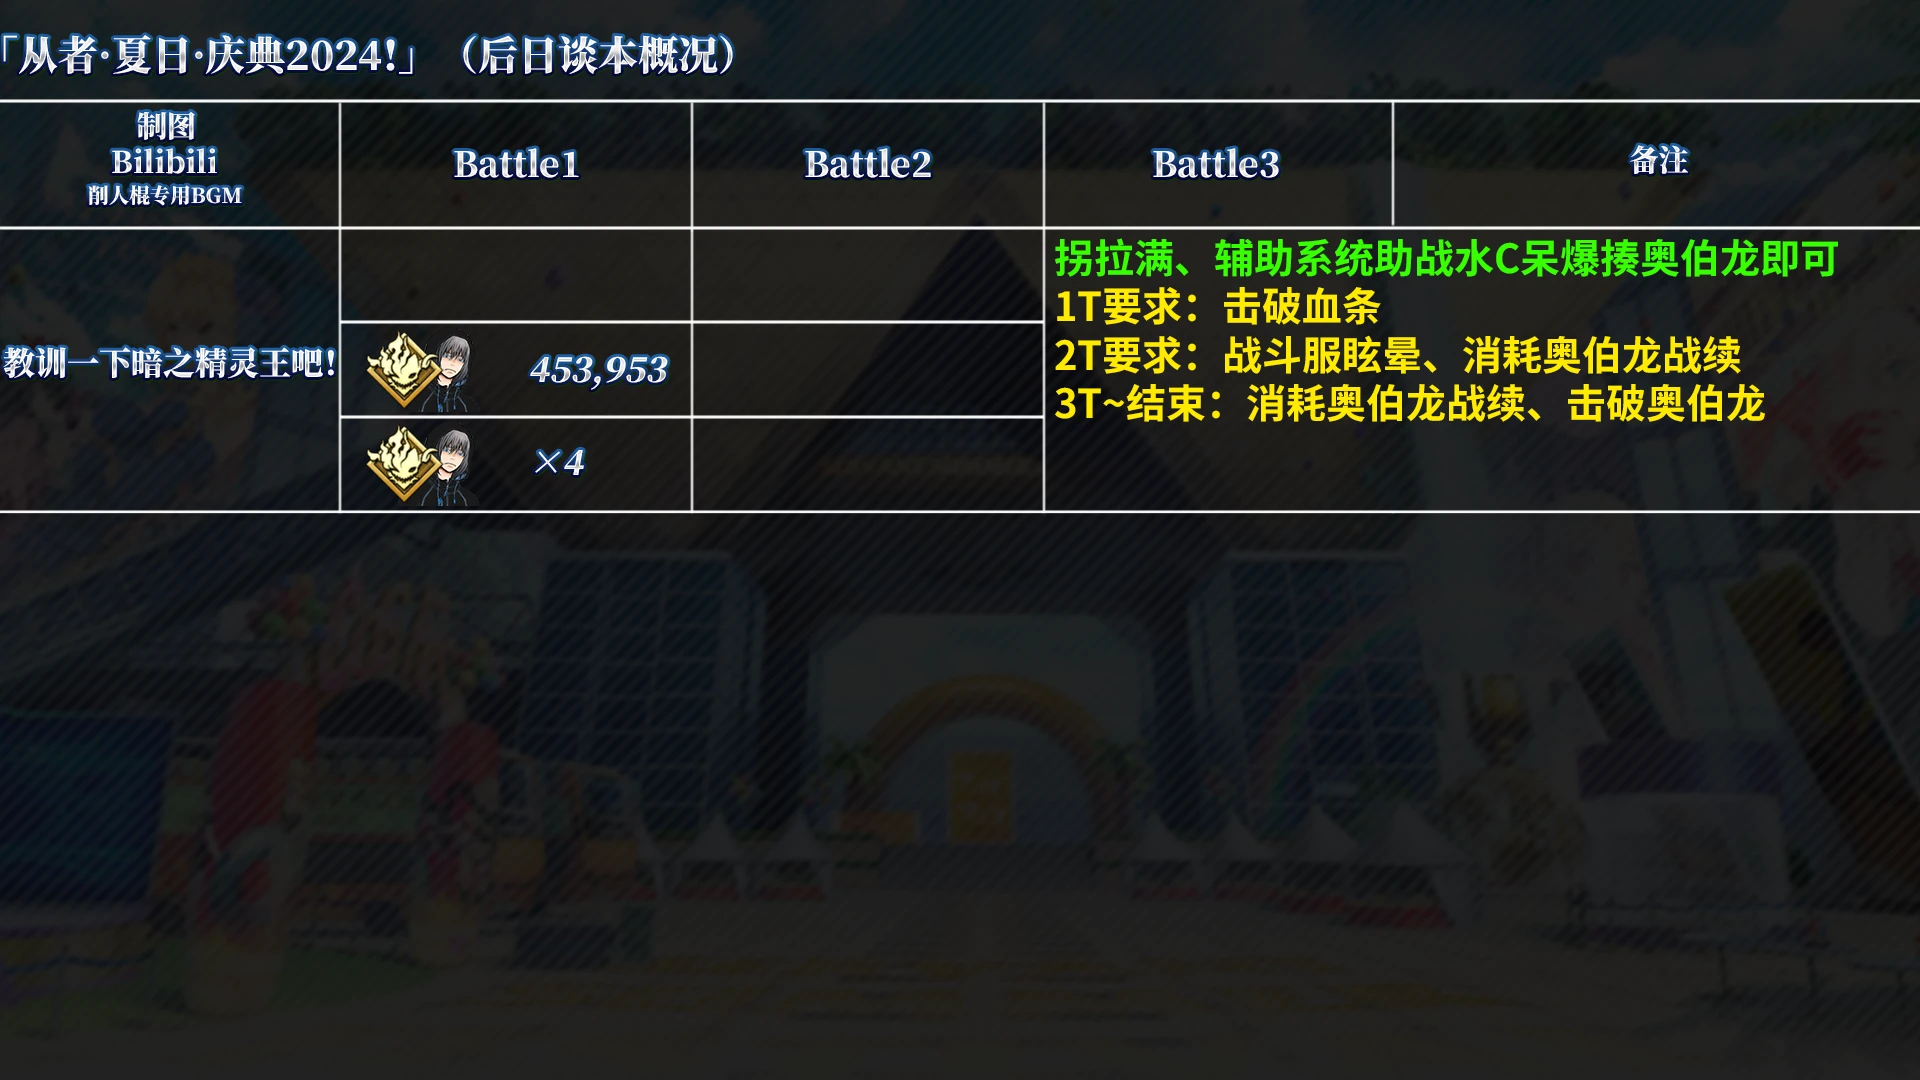 「从者·夏日·庆典2024!」（后日谈本概况）
制图
Bilibili
削人棍专用BGM
Battle1
Battle2
Battle3
备注
教训一下暗之精灵王吧!
453,953
×4
拐拉满、辅助系统助战水C呆爆揍奥伯龙即可
1T要求：击破血条
2T要求：战斗服眩晕、消耗奥伯龙战续
3T~结束：消耗奥伯龙战续、击破奥伯龙